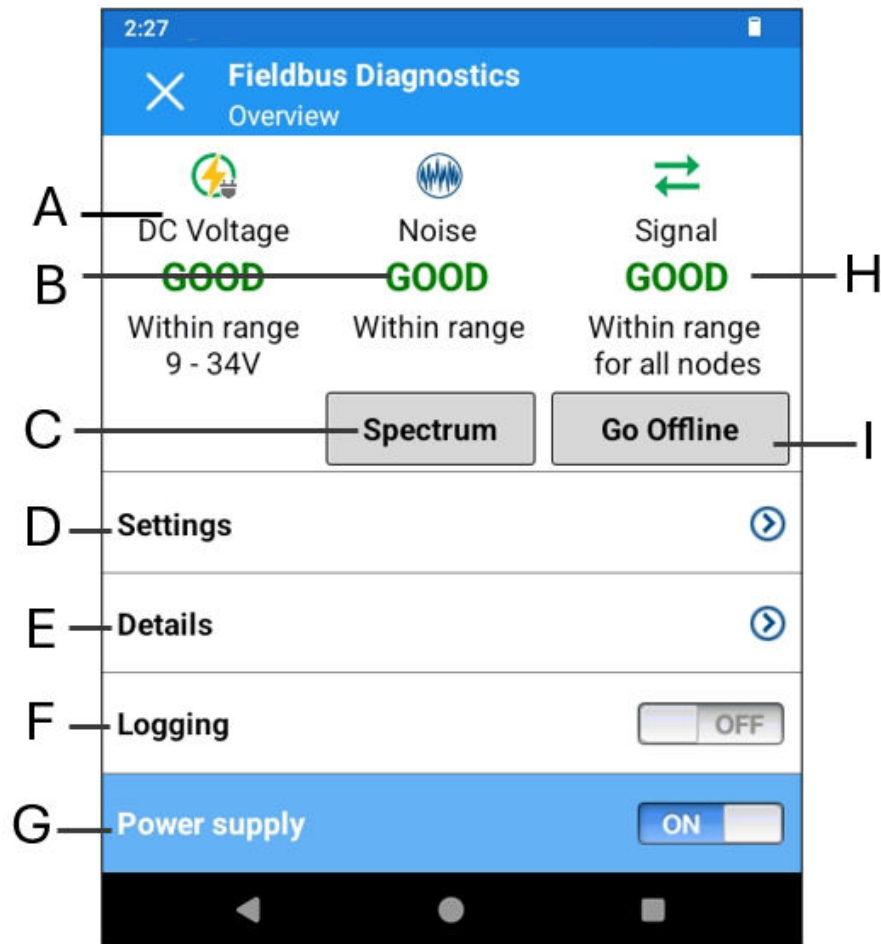 2:27
Fieldbus Diagnostics
Overview
A
DC Voltage
Noise
Signal
B
GOOD
GOOD
GOOD
H
Within range
9 - 34V
Within range
Within range
for all nodes
C
Spectrum
Go Offline
I
D
Settings
E
Details
F
Logging
OFF
G
Power supply
ON